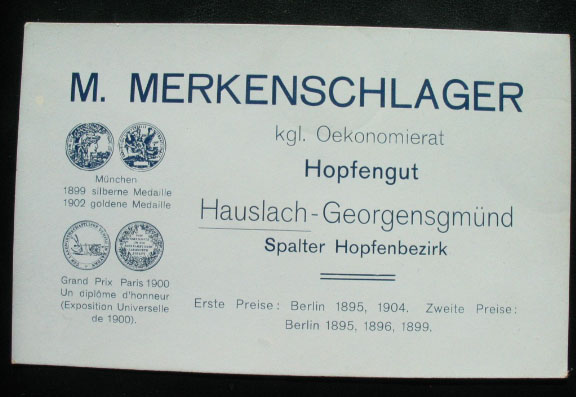 M. MERKENSCHLAGER
kgl. Oekonomierat
Hopfengut
Hauslach-Georgensgmünd
Spalter Hopfenbezirk
München
1899 silberne Medaille
1902 goldene Medaille
Grand Prix Paris 1900
Un diplôme d'honneur
(Exposition Universelle
de 1900).
Erste Preise: Berlin 1895, 1904. Zweite Preise:
Berlin 1895, 1896, 1899.